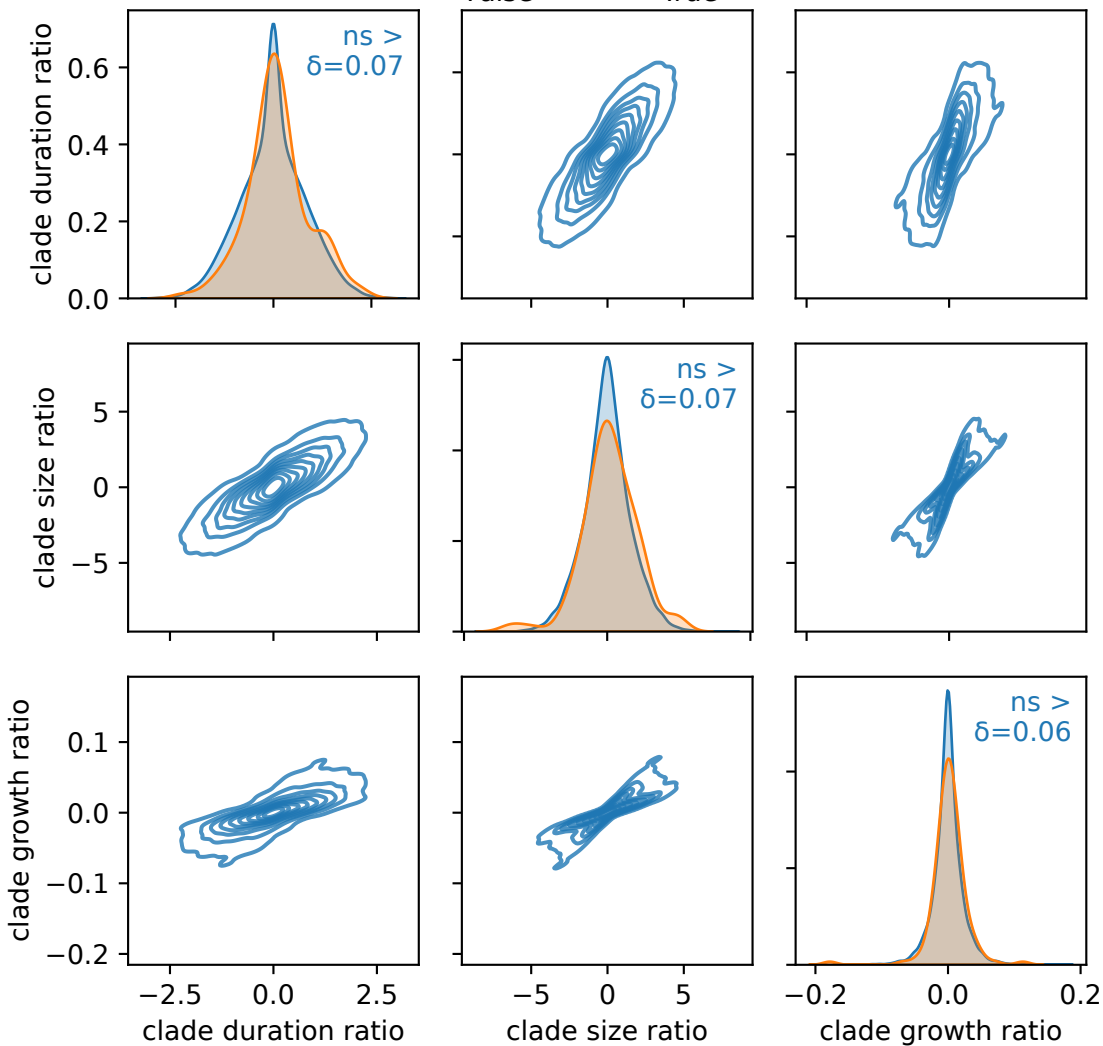 clade duration ratio
0.6
0.4
0.2
0.0
ns >
δ=0.07
clade size ratio
5
0
−5
ns >
δ=0.07
clade growth ratio
0.1
0.0
−0.1
−0.2
ns >
δ=0.06
−2.5 0.0 2.5
−5 0 5
−0.2 0.0 0.2
clade duration ratio
clade size ratio
clade growth ratio